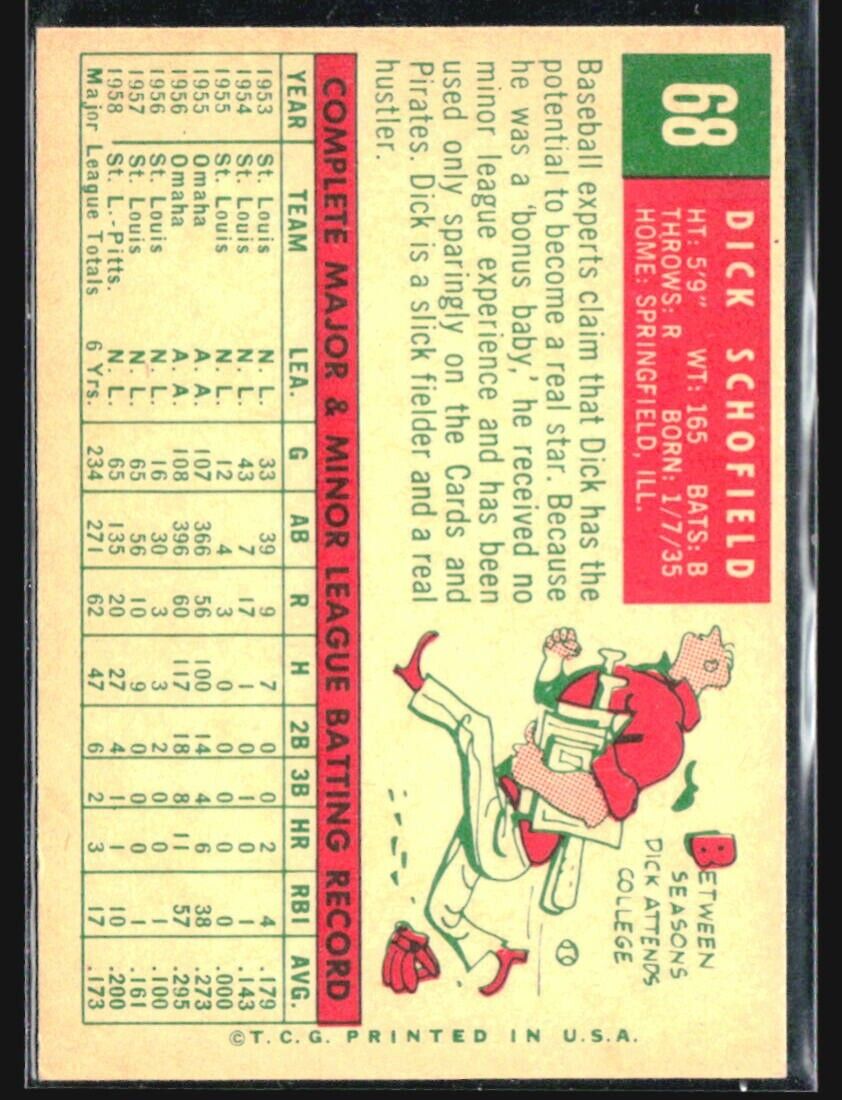 68
DICK SCHOFIELD
HT: 5'9" WT: 165 BATS: B
THROWS: R BORN: 1/7/35
HOME: SPRINGFIELD, ILL.
Baseball experts claim that Dick has the
potential to become a real star. Because
he was a 'bonus baby,' he received no
minor league experience and has been
used only sparingly on the Cards and
Pirates. Dick is a slick fielder and a real
hustler.
BETWEEN
SEASONS
DICK ATTENDS
COLLEGE
COMPLETE MAJOR & MINOR LEAGUE BATTING RECORD
YEAR TEAM LEA. G AB R H 2B 3B HR RBI AVG.
1953 St. Louis N. L. 33 39 9 7 0 0 2 4 .179
1954 St. Louis N. L. 43 7 17 1 0 1 0 1 .143
1955 St. Louis N. L. 12 4 3 0 0 0 0 0 .000
1955 Omaha A. A. 107 366 56 100 14 4 6 38 .273
1956 Omaha A. A. 108 396 60 117 18 8 11 57 .295
1956 St. Louis N. L. 16 30 3 3 2 0 0 1 .100
1957 St. Louis N. L. 65 56 10 9 0 0 0 1 .161
1958 St. L.-Pitts. N. L. 65 135 20 27 4 1 1 10 .200
Major League Totals 6 Yrs. 234 271 62 47 6 2 3 17 .173
©T.C.G. PRINTED IN U.S.A.